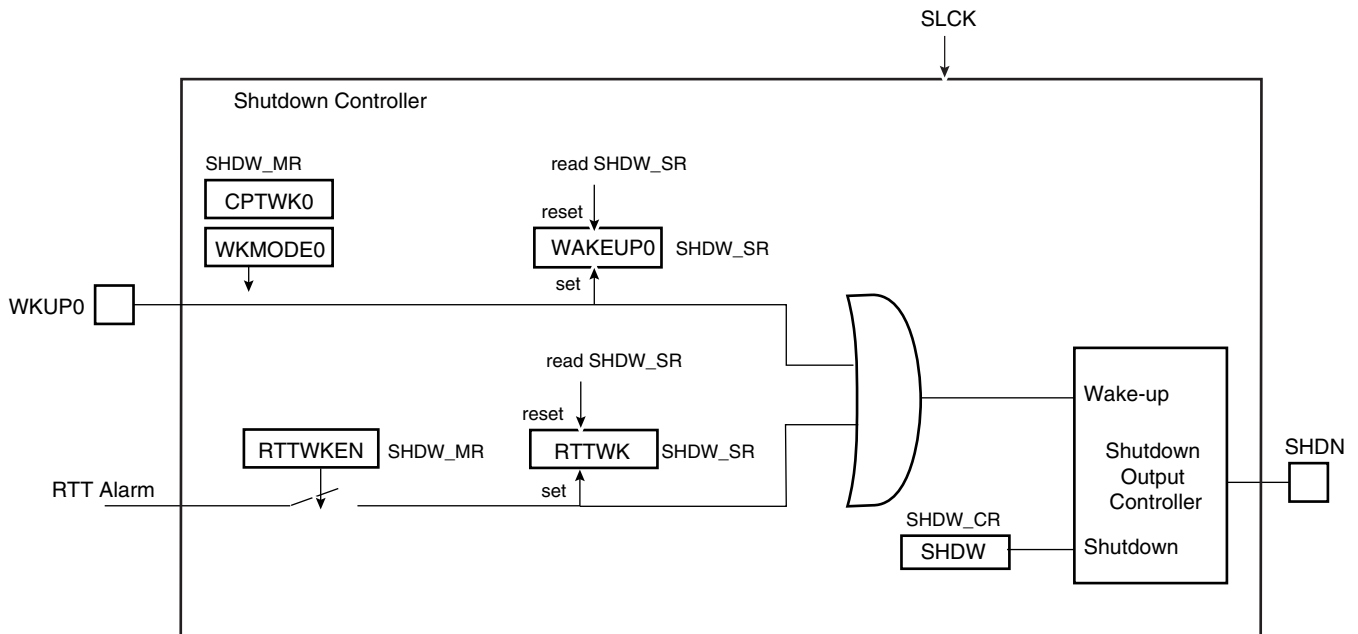 SLCK
Shutdown Controller
SHDW_MR
CPTWK0
WKMODE0
read SHDW_SR
reset
WAKEUP0
SHDW_SR
set
WKUP0
read SHDW_SR
reset
RTTWKEN
SHDW_MR
RTTWK
SHDW_SR
set
RTT Alarm
Wake-up
Shutdown
Output
Controller
SHDN
SHDW_CR
SHDW
Shutdown